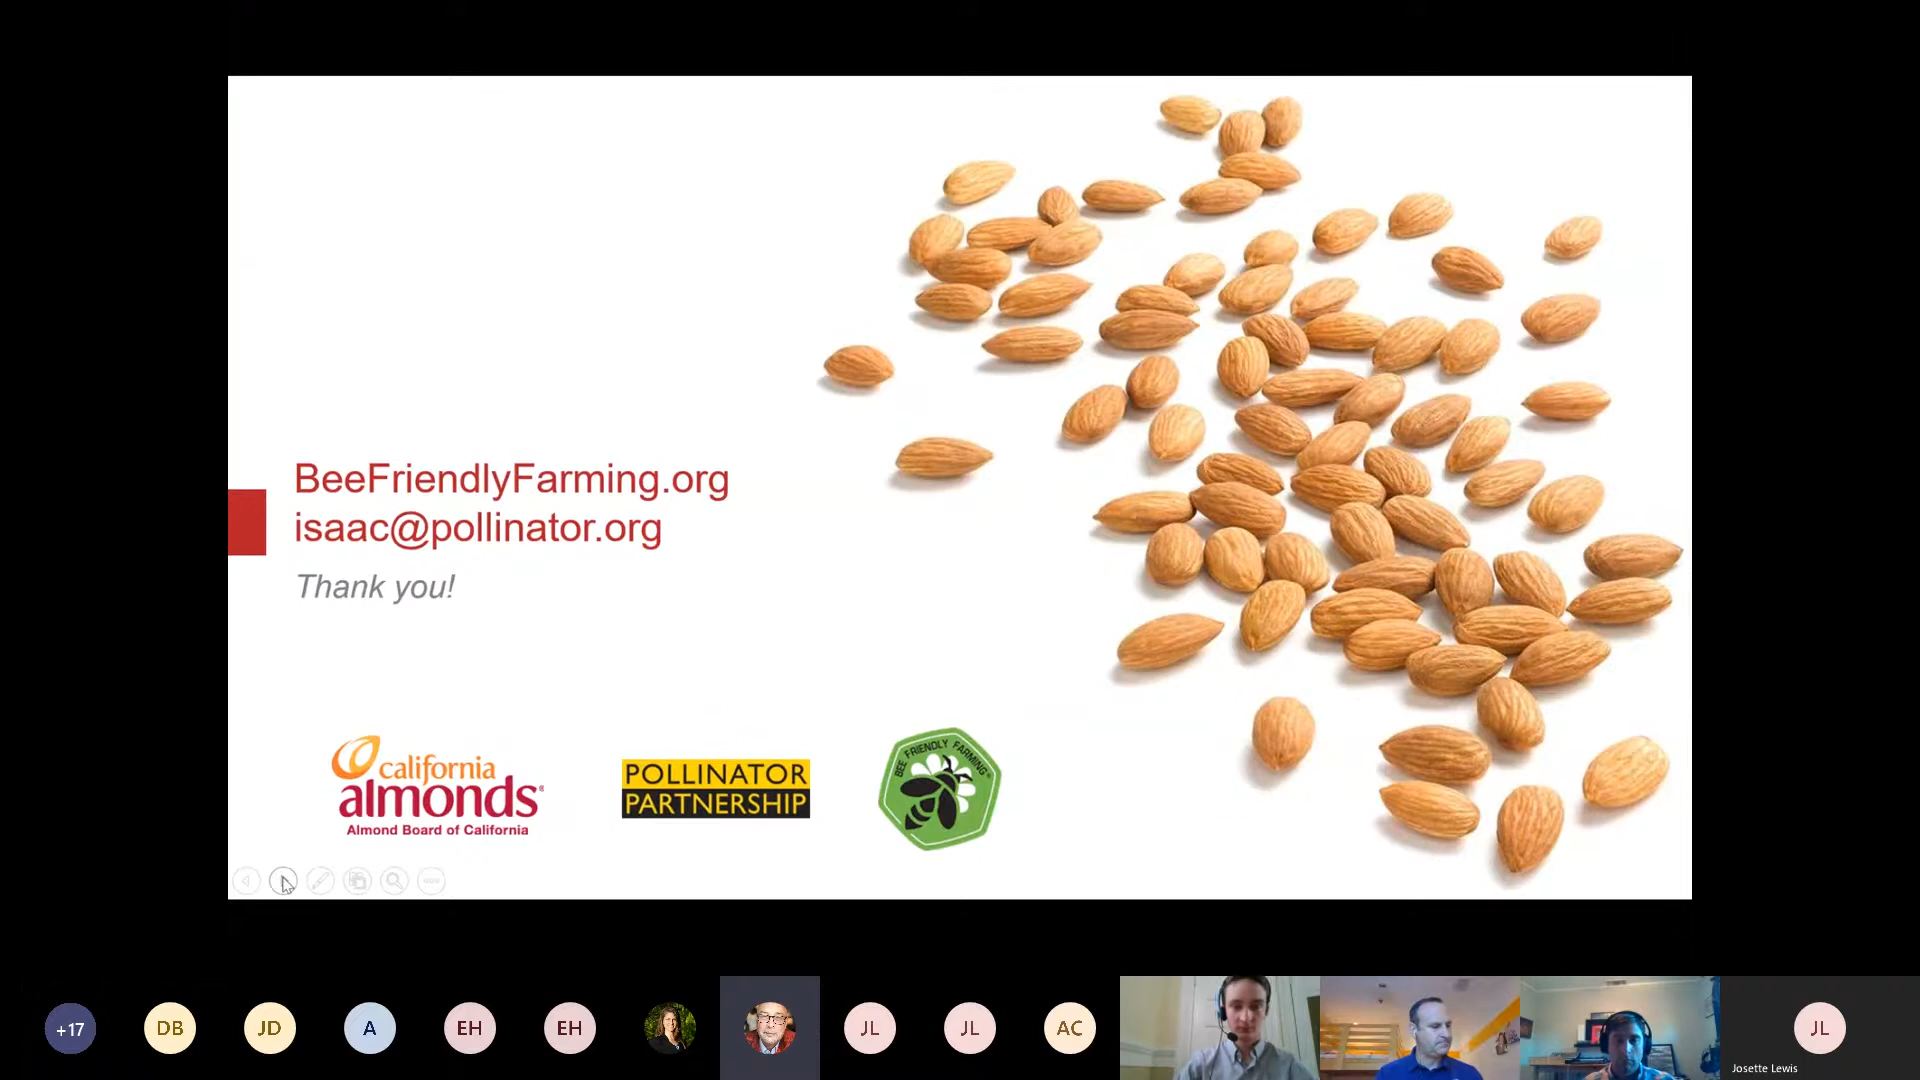 BeeFriendlyFarming.org
isaac@pollinator.org
Thank you!
california
almonds®
Almond Board of California
POLLINATOR
PARTNERSHIP
BEE FRIENDLY FARMING
+17
DB
JD
A
EH
EH
JL
JL
AC
JL
Josette Lewis